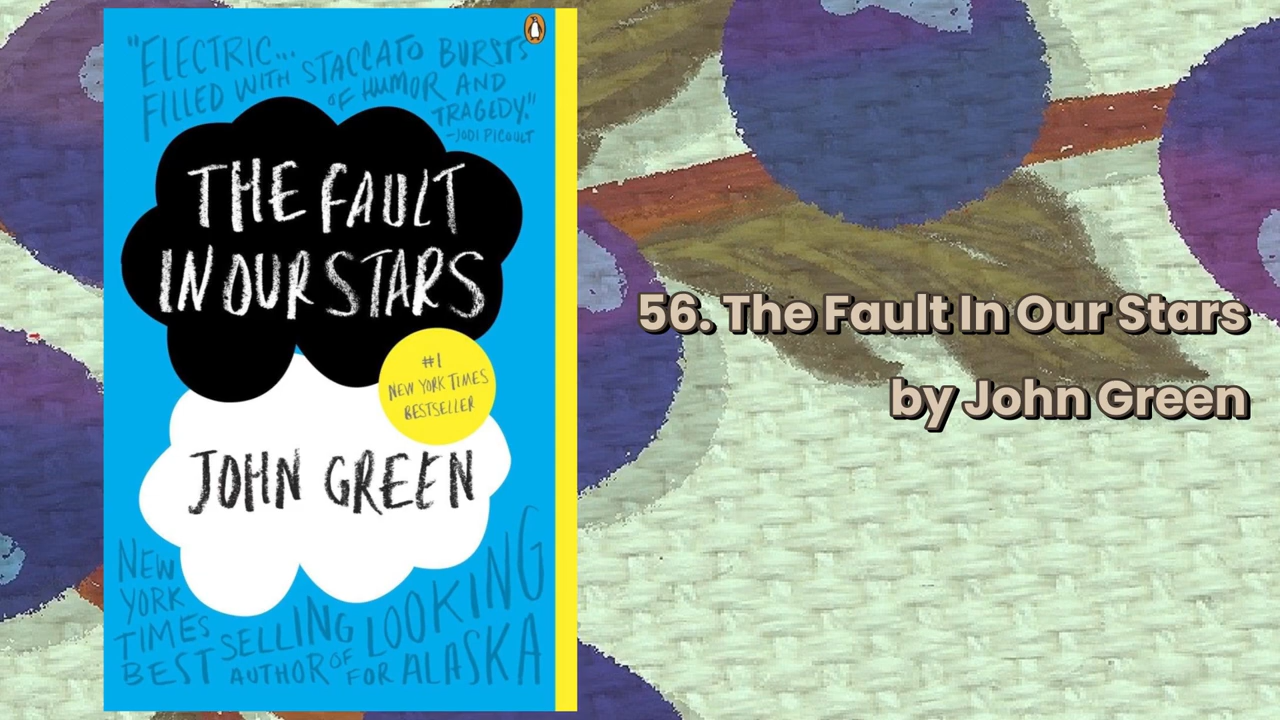 "ELECTRIC... STACCATO BURSTS
FILLED WITH OF HUMOR AND
TRAGEDY."
-JODI PICOULT
THE FAULT
IN OUR STARS
#1
NEW YORK TIMES
BESTSELLER
JOHN GREEN
NEW
YORK
TIMES SELLING LOOKING
BEST AUTHOR OF FOR ALASKA
56. The Fault In Our Stars
by John Green